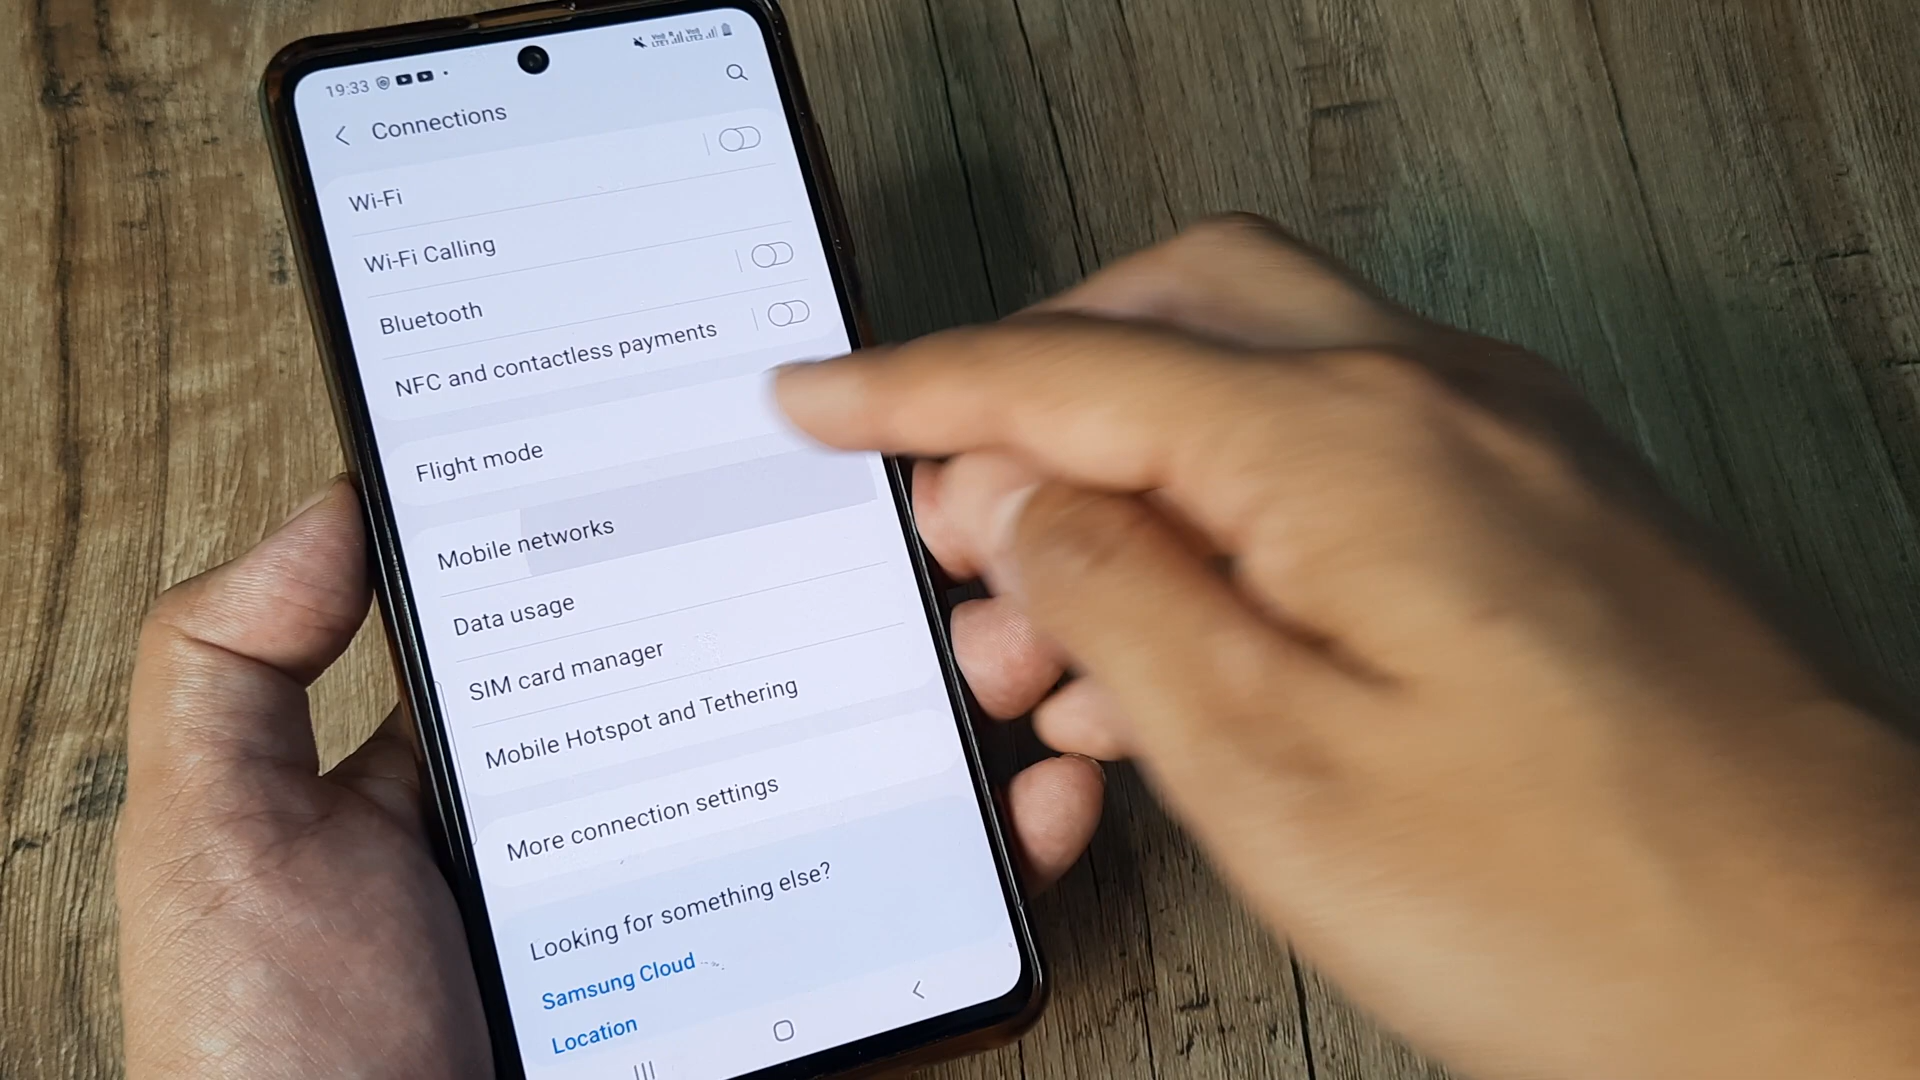 19:33
Connections
Wi-Fi
Wi-Fi Calling
Bluetooth
NFC and contactless payments
Flight mode
Mobile networks
Data usage
SIM card manager
Mobile Hotspot and Tethering
More connection settings
Looking for something else?
Samsung Cloud
Location